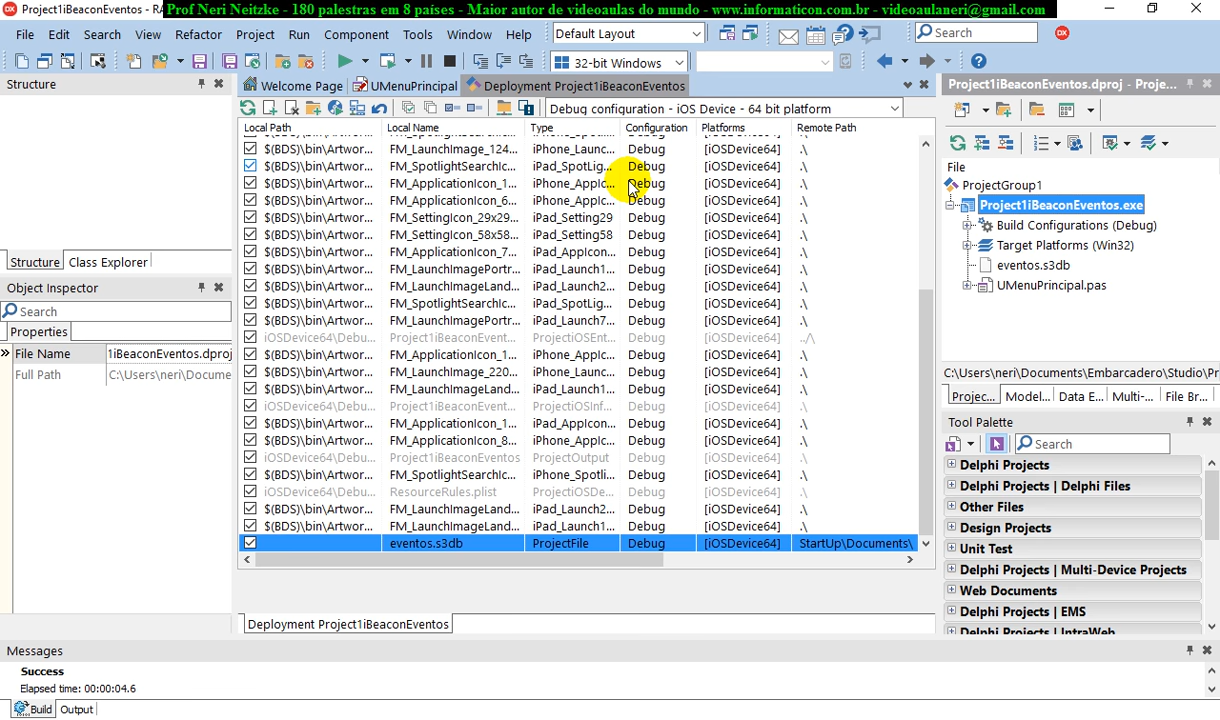 Project1iBeaconEventos - RA
Prof Neri Neitzke - 180 palestras em 8 países - Maior autor de videoaulas do mundo - www.informaticon.com.br - videoaulaneri@gmail.com
File Edit Search View Refactor Project Run Component Tools Window Help Default Layout Search
32-bit Windows
Structure
Welcome Page UMenuPrincipal Deployment Project1iBeaconEventos
Debug configuration - iOS Device - 64 bit platform
Local Path Local Name Type Configuration Platforms Remote Path
$(BDS)\bin\Artwor... FM_LaunchImage_124... iPhone_Launc... Debug [iOSDevice64] .\
$(BDS)\bin\Artwor... FM_SpotlightSearchIc... iPad_SpotLig... Debug [iOSDevice64] .\
$(BDS)\bin\Artwor... FM_ApplicationIcon_1... iPhone_AppIc... Debug [iOSDevice64] .\
$(BDS)\bin\Artwor... FM_ApplicationIcon_6... iPhone_AppIc... Debug [iOSDevice64] .\
$(BDS)\bin\Artwor... FM_SettingIcon_29x29... iPad_Setting29 Debug [iOSDevice64] .\
$(BDS)\bin\Artwor... FM_SettingIcon_58x58... iPad_Setting58 Debug [iOSDevice64] .\
$(BDS)\bin\Artwor... FM_ApplicationIcon_7... iPad_AppIcon... Debug [iOSDevice64] .\
$(BDS)\bin\Artwor... FM_LaunchImagePortr... iPad_Launch1... Debug [iOSDevice64] .\
$(BDS)\bin\Artwor... FM_LaunchImageLand... iPad_Launch2... Debug [iOSDevice64] .\
$(BDS)\bin\Artwor... FM_SpotlightSearchIc... iPad_SpotLig... Debug [iOSDevice64] .\
$(BDS)\bin\Artwor... FM_LaunchImagePortr... iPad_Launch7... Debug [iOSDevice64] .\
iOSDevice64\Debu... Project1iBeaconEvent... ProjectiOSEnt... Debug [iOSDevice64] ../\
$(BDS)\bin\Artwor... FM_ApplicationIcon_1... iPhone_AppIc... Debug [iOSDevice64] .\
$(BDS)\bin\Artwor... FM_LaunchImage_220... iPhone_Launc... Debug [iOSDevice64] .\
$(BDS)\bin\Artwor... FM_LaunchImageLand... iPad_Launch1... Debug [iOSDevice64] .\
iOSDevice64\Debu... Project1iBeaconEvent... ProjectiOSInf... Debug [iOSDevice64] .\
$(BDS)\bin\Artwor... FM_ApplicationIcon_1... iPad_AppIcon... Debug [iOSDevice64] .\
$(BDS)\bin\Artwor... FM_ApplicationIcon_8... iPhone_AppIc... Debug [iOSDevice64] .\
iOSDevice64\Debu... Project1iBeaconEventos ProjectOutput Debug [iOSDevice64] .\
$(BDS)\bin\Artwor... FM_SpotlightSearchIc... iPhone_Spotli... Debug [iOSDevice64] .\
iOSDevice64\Debu... ResourceRules.plist ProjectiOSDe... Debug [iOSDevice64] .\
$(BDS)\bin\Artwor... FM_LaunchImageLand... iPad_Launch2... Debug [iOSDevice64] .\
$(BDS)\bin\Artwor... FM_LaunchImageLand... iPad_Launch1... Debug [iOSDevice64] .\
eventos.s3db ProjectFile Debug [iOSDevice64] StartUp\Documents\
Deployment Project1iBeaconEventos
Structure Class Explorer
Object Inspector
Search
Properties
File Name 1iBeaconEventos.dproj
Full Path C:\Users\neri\Docume
Project1iBeaconEventos.dproj - Proje...
File
ProjectGroup1
Project1iBeaconEventos.exe
Build Configurations (Debug)
Target Platforms (Win32)
eventos.s3db
UMenuPrincipal.pas
C:\Users\neri\Documents\Embarcadero\Studio\Pr
Projec... Model... Data E... Multi-... File Br...
Tool Palette
Search
Delphi Projects
Delphi Projects | Delphi Files
Other Files
Design Projects
Unit Test
Delphi Projects | Multi-Device Projects
Web Documents
Delphi Projects | EMS
Delphi Projects | IntraWeb
Messages
Success
Elapsed time: 00:00:04.6
Build Output